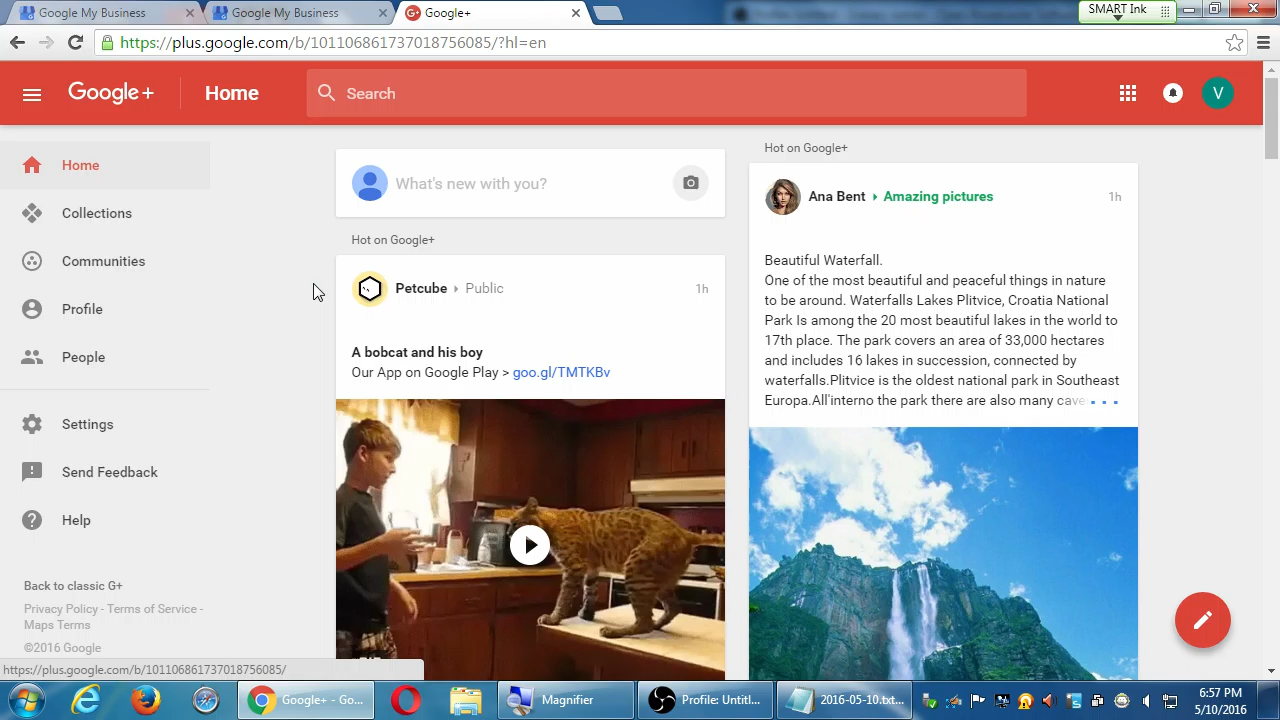 Google My Business
Google My Business
Google+
SMART Ink
https://plus.google.com/b/101106861737018756085/?hl=en
Google+
Home
Search
V
Home
Collections
Communities
Profile
People
Settings
Send Feedback
Help
Back to classic G+
Privacy Policy - Terms of Service -
Maps Terms
©2016 Google
https://plus.google.com/b/101106861737018756085/
What's new with you?
Hot on Google+
Petcube
Public
1h
A bobcat and his boy
Our App on Google Play > goo.gl/TMTKBv
Hot on Google+
Ana Bent
Amazing pictures
1h
Beautiful Waterfall.
One of the most beautiful and peaceful things in nature
to be around. Waterfalls Lakes Plitvice, Croatia National
Park Is among the 20 most beautiful lakes in the world to
17th place. The park covers an area of 33,000 hectares
and includes 16 lakes in succession, connected by
waterfalls.Plitvice is the oldest national park in Southeast
Europa.All'interno the park there are also many cave
Google+ - Go...
Magnifier
Profile: Untitl...
2016-05-10.txt...
6:57 PM
5/10/2016